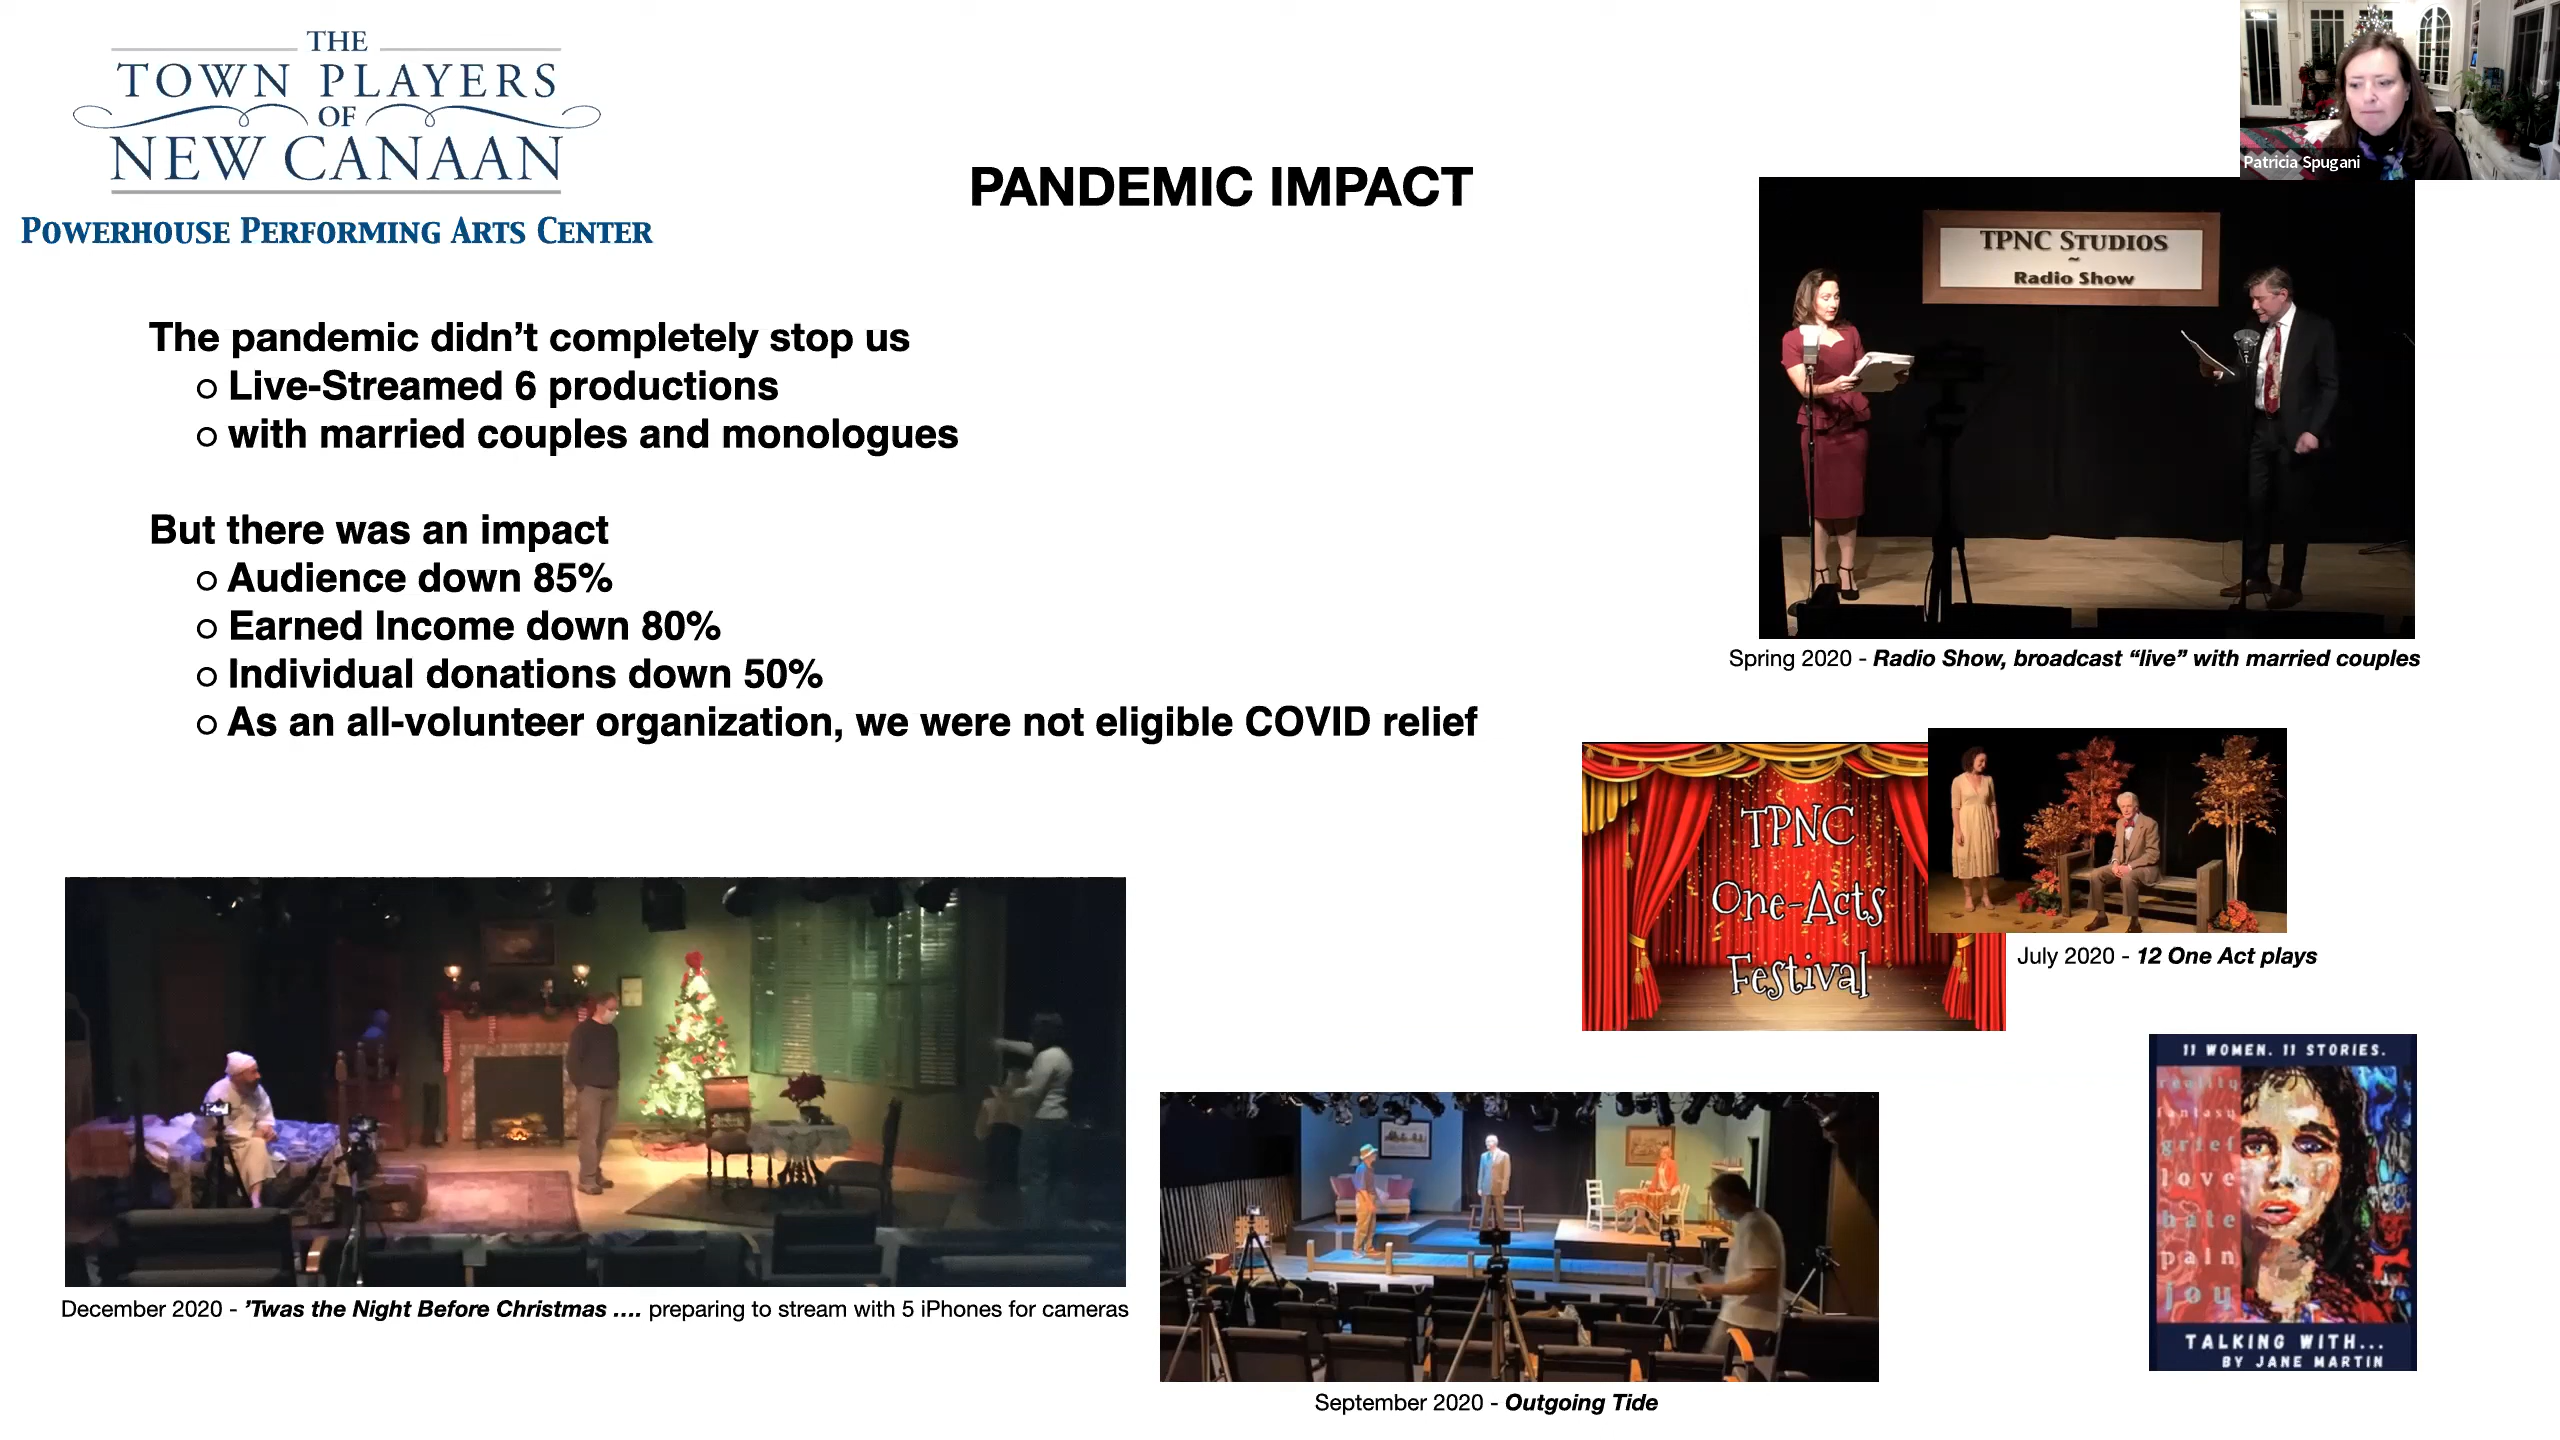 THE
TOWN PLAYERS
OF
NEW CANAAN
POWERHOUSE PERFORMING ARTS CENTER
Patricia Spugani
PANDEMIC IMPACT
The pandemic didn’t completely stop us
Live-Streamed 6 productions
with married couples and monologues
But there was an impact
Audience down 85%
Earned Income down 80%
Individual donations down 50%
As an all-volunteer organization, we were not eligible COVID relief
TPNC STUDIOS
~
Radio Show
Spring 2020 - Radio Show, broadcast “live” with married couples
TPNC
One-Acts
Festival
July 2020 - 12 One Act plays
December 2020 - ’Twas the Night Before Christmas .... preparing to stream with 5 iPhones for cameras
September 2020 - Outgoing Tide
11 WOMEN. 11 STORIES.
reality
fantasy
grief
love
hate
pain
joy
TALKING WITH...
BY JANE MARTIN